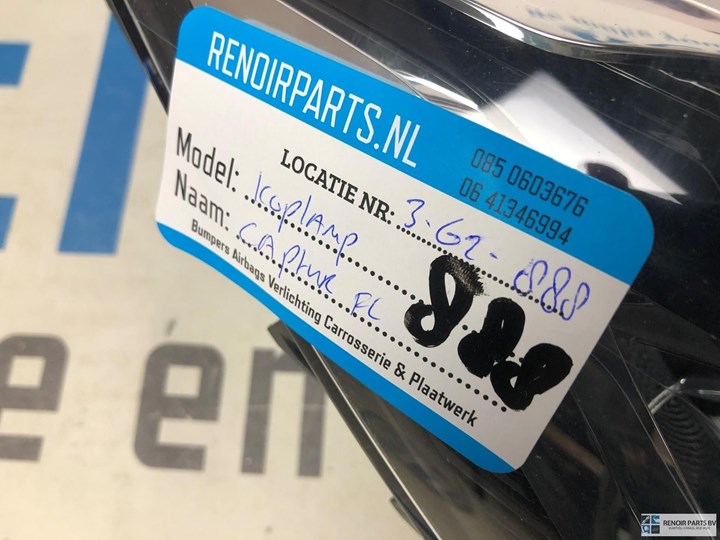 RENOIRPARTS.NL
085 0603676
06 41346994
LOCATIE NR. 3-G2-888
Model: Koplamp
Naam: CAPtur FL
888
Bumpers Airbags Verlichting Carrosserie & Plaatwerk
e en
RENOIR PARTS BV